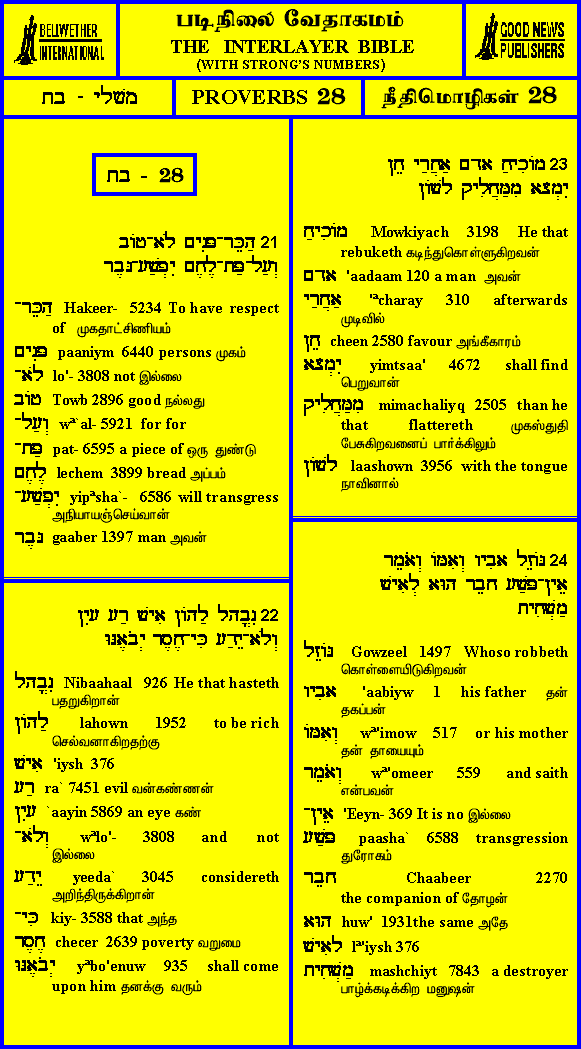 BELLWETHER
INTERNATIONAL
படிநிலை வேதாகமம்
THE INTERLAYER BIBLE
(WITH STRONG'S NUMBERS)
GOOD NEWS
PUBLISHERS
משלי - בת
PROVERBS 28
நீதிமொழிகள் 28
בת - 28
21 הַכֵּר־פָּנִים לֹא־טוֹב
וְעַל־פַּת־לֶחֶם יִפְשַׁע־גָּבֶר
הַכֵּר־ Hakeer- 5234 To have respect
of முகதாட்சிணியம்
פָּנִים paaniym 6440 persons முகம்
לֹא־ lo'- 3808 not இல்லை
טוֹב Towb 2896 good நல்லது
וְעַל־ wª`al- 5921 for for
פַּת־ pat- 6595 a piece of ஒரு துண்டு
לֶחֶם lechem 3899 bread அப்பம்
יִפְשַׁע־ yipªsha`- 6586 will transgress
அநியாயஞ்செய்வான்
גָּבֶר gaaber 1397 man அவன்
22 נִבֳהָל לַהוֹן אִישׁ רַע עָיִן
וְלֹא־יֵדַע כִּי־חֶסֶר יְבֹאֶנּוּ
נִבֳהָל Nibaahaal 926 He that hasteth
பதறுகிறான்
לַהוֹן lahown 1952 to be rich
செல்வனாகிறதற்கு
אִישׁ 'iysh 376
רַע ra` 7451 evil வன்கண்ணன்
עָיִן `aayin 5869 an eye கண்
וְלֹא־ wªlo'- 3808 and not
இல்லை
יֵדַע yeeda` 3045 considereth
அறிந்திருக்கிறான்
כִּי־ kiy- 3588 that அந்த
חֶסֶר checer 2639 poverty வறுமை
יְבֹאֶנּוּ yªbo'enuw 935 shall come
upon him தனக்கு வரும்
23 מוֹכִיחַ אָדָם אַחֲרַי חֵן
יִמְצָא מִמַּחֲלִיק לָשׁוֹן
מוֹכִיחַ Mowkiyach 3198 He that
rebuketh கடிந்துகொள்ளுகிறவன்
אָדָם 'aadaam 120 a man அவன்
אַחֲרַי 'ªcharay 310 afterwards
முடிவில்
חֵן cheen 2580 favour அங்கீகாரம்
יִמְצָא yimtsaa' 4672 shall find
பெறுவான்
מִמַּחֲלִיק mimachaliyq 2505 than he
that flattereth முகஸ்துதி
பேசுகிறவனைப் பார்க்கிலும்
לָשׁוֹן laashown 3956 with the tongue
நாவினால்
24 גּוֹזֵל אָבִיו וְאִמּוֹ וְאֹמֵר
אֵין־פָּשַׁע חָבֵר הוּא לְאִישׁ
מַשְׁחִית
גּוֹזֵל Gowzeel 1497 Whoso robbeth
கொள்ளையிடுகிறவன்
אָבִיו 'aabiyw 1 his father தன்
தகப்பன்
וְאִמּוֹ wª'imow 517 or his mother
தன் தாயையும்
וְאֹמֵר wª'omeer 559 and saith
என்பவன்
אֵין־ 'Eeyn- 369 It is no இல்லை
פָּשַׁע paasha` 6588 transgression
துரோகம்
חָבֵר Chaabeer 2270
the companion of தோழன்
הוּא huw' 1931the same அதே
לְאִישׁ lª'iysh 376
מַשְׁחִית mashchiyt 7843 a destroyer
பாழ்க்கடிக்கிற மனுஷன்